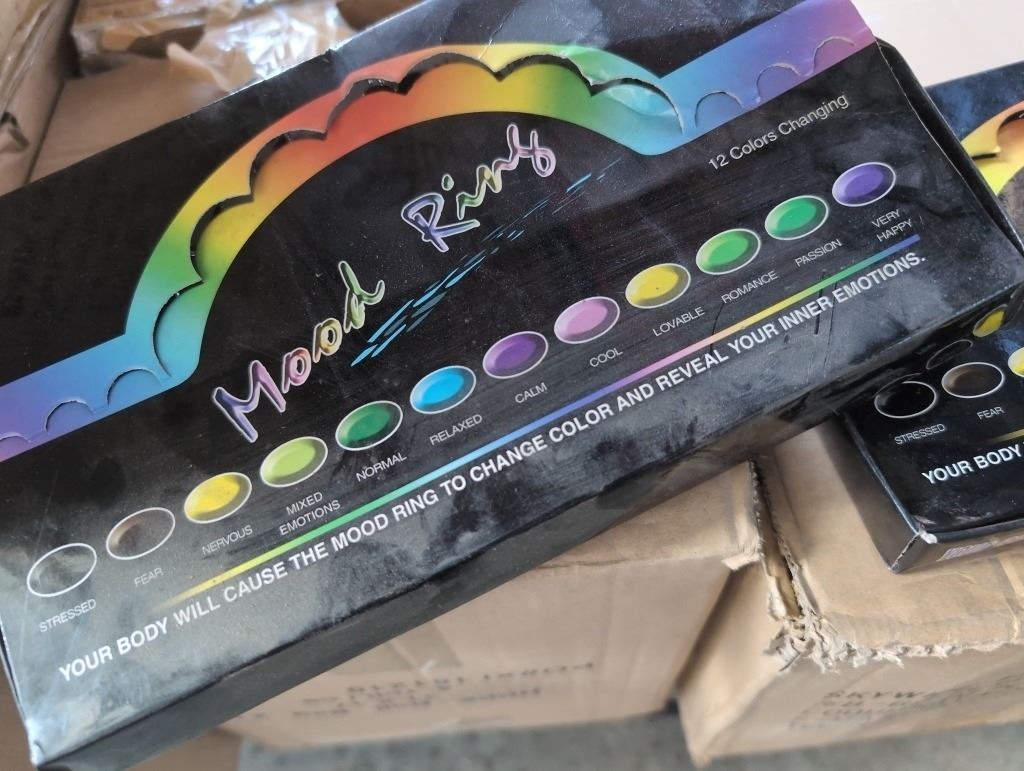 Mood Ring
12 Colors Changing
STRESSED
FEAR
NERVOUS
MIXED
EMOTIONS
NORMAL
RELAXED
CALM
COOL
LOVABLE
ROMANCE
PASSION
VERY
HAPPY
YOUR BODY WILL CAUSE THE MOOD RING TO CHANGE COLOR AND REVEAL YOUR INNER EMOTIONS.
STRESSED
FEAR
YOUR BODY